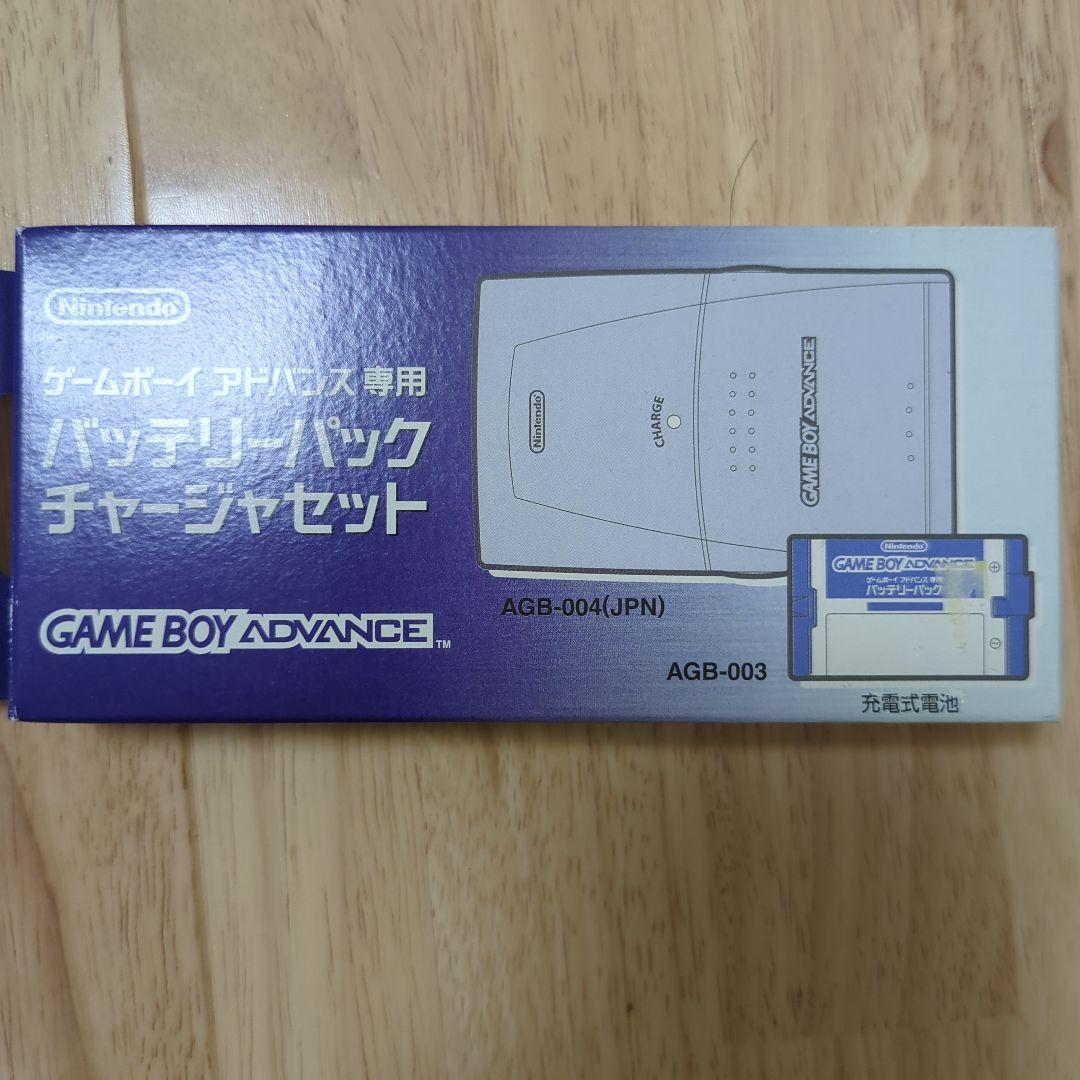 Nintendo
ゲームボーイ アドバンス 専用
バッテリーパック
チャージャセット
GAME BOY ADVANCE™
Nintendo
CHARGE
GAME BOY ADVANCE
AGB-004(JPN)
AGB-003
Nintendo
GAME BOY ADVANCE
ゲームボーイ アドバンス 専用
バッテリーパック
⊕
⊖
充電式電池